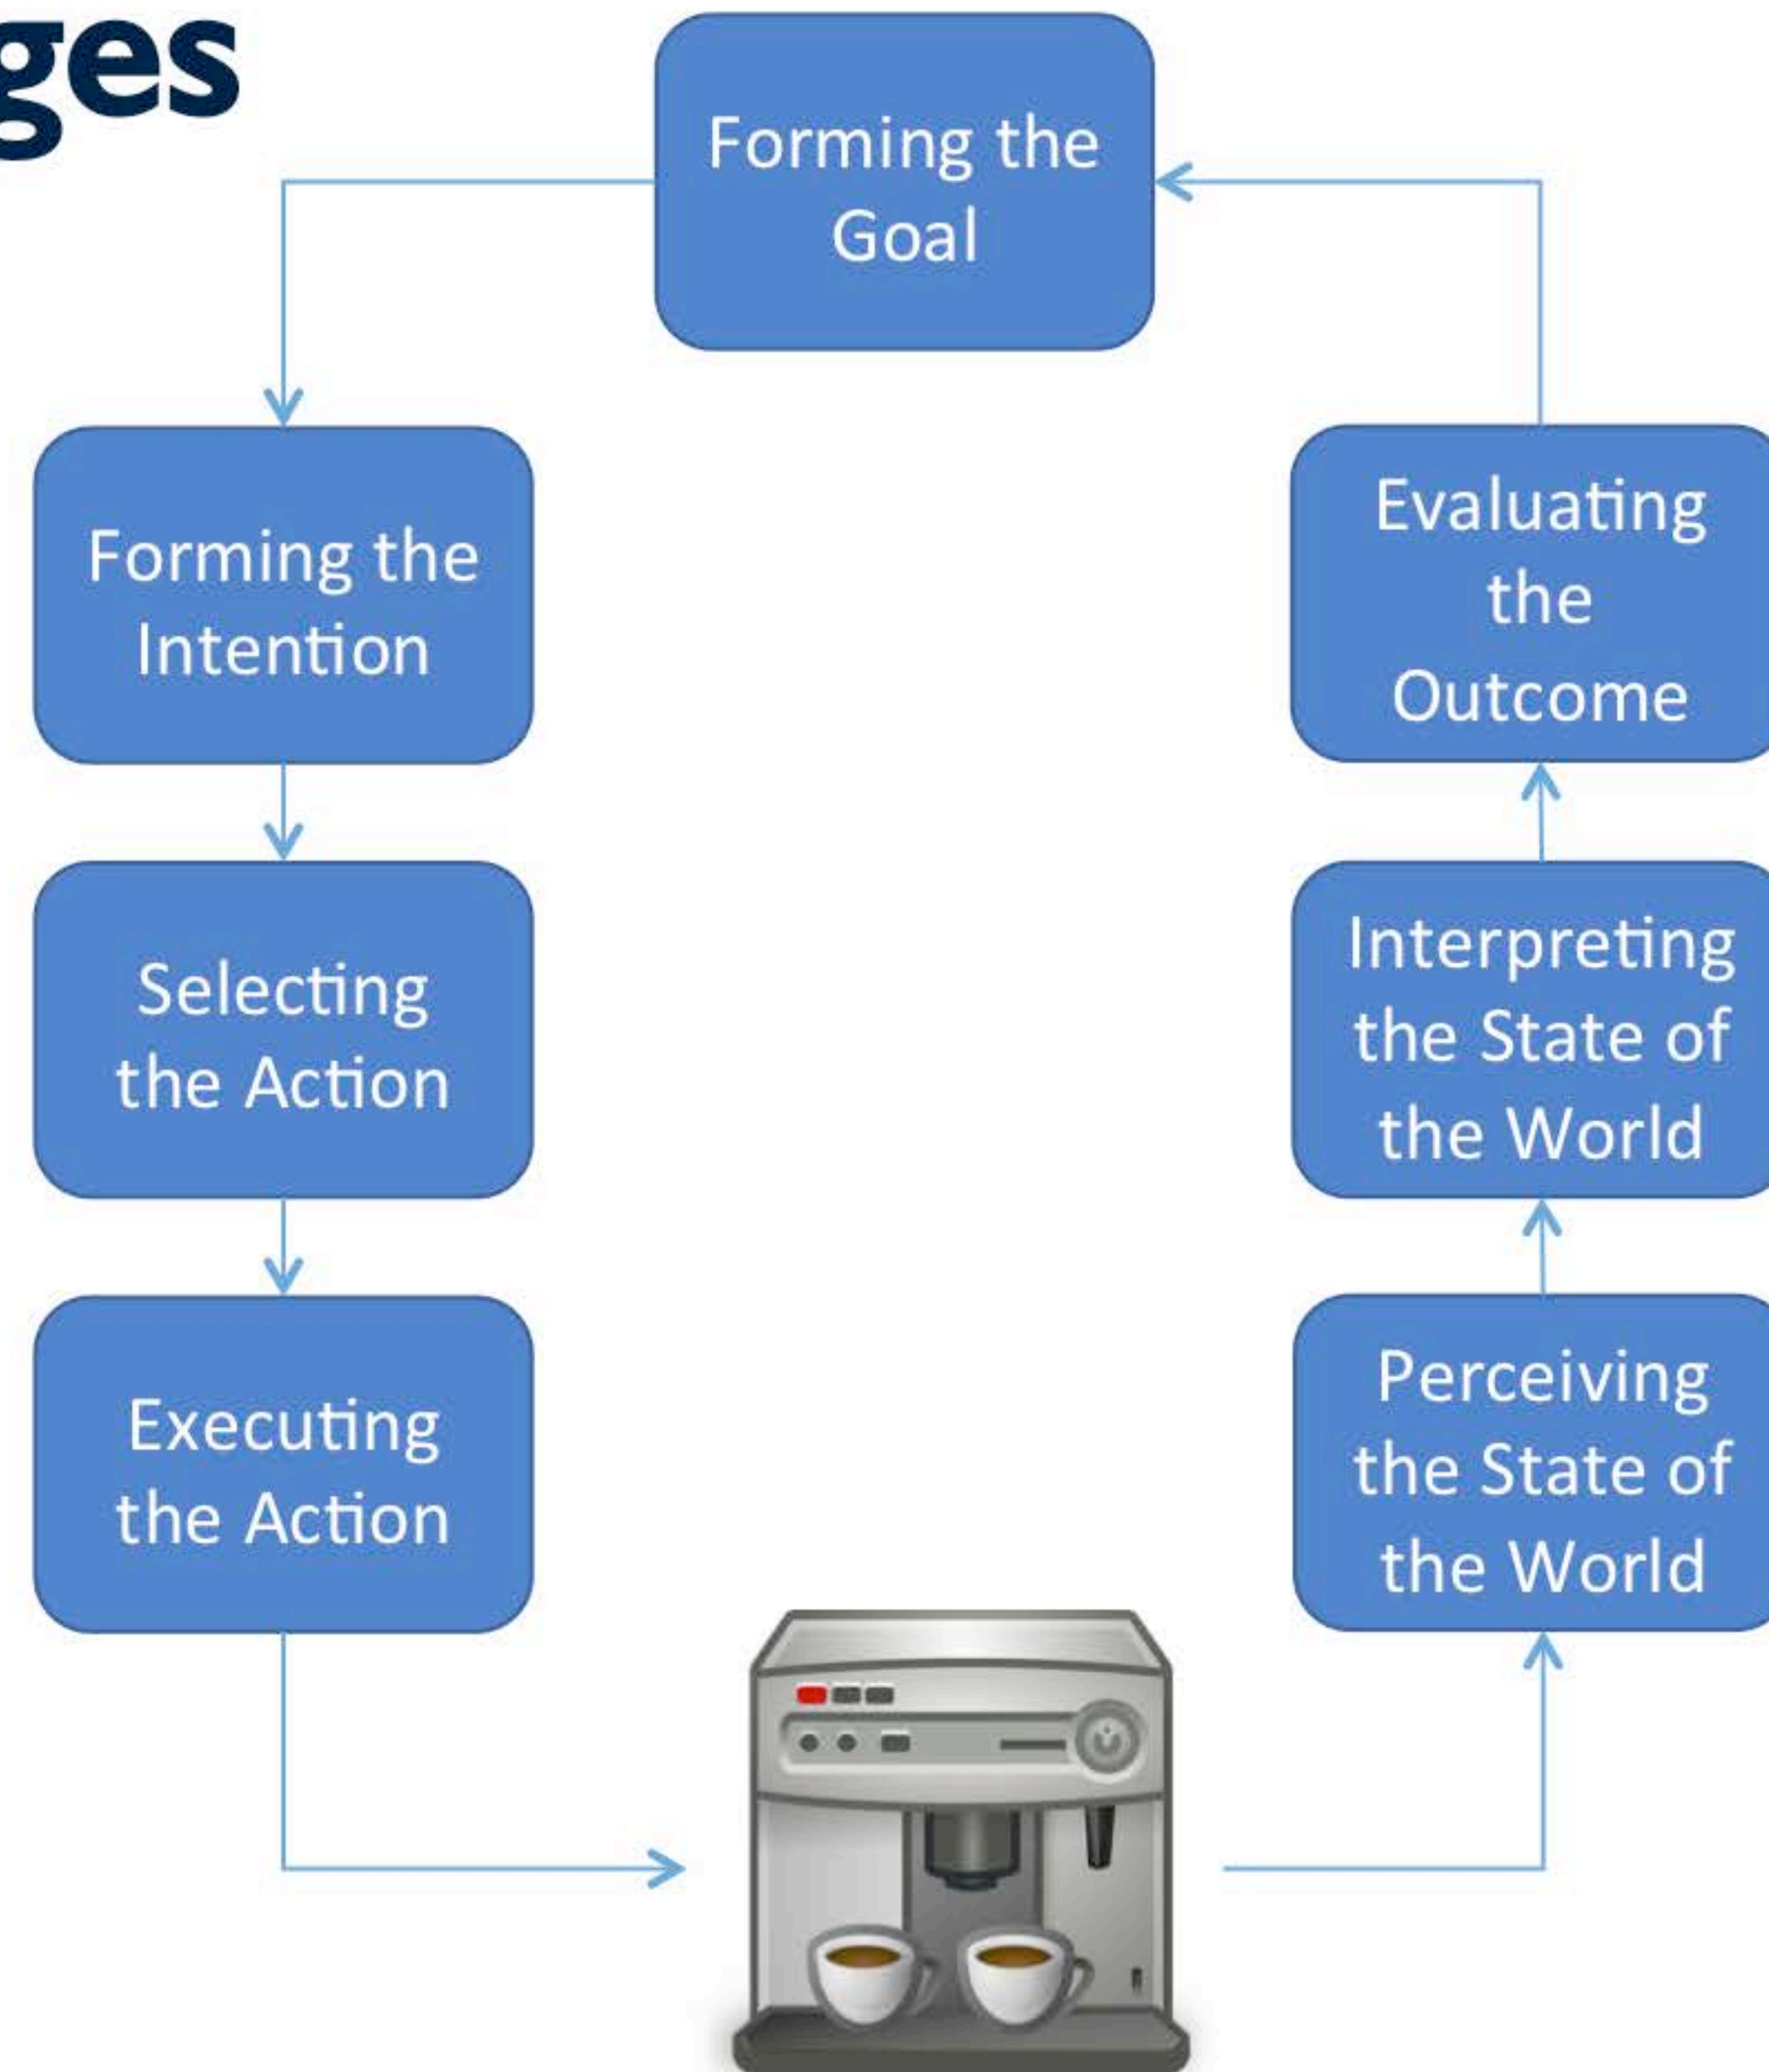 ges
Forming the
Goal
Forming the
Intention
Selecting
the Action
Executing
the Action
Evaluating
the
Outcome
Interpreting
the State of
the World
Perceiving
the State of
the World